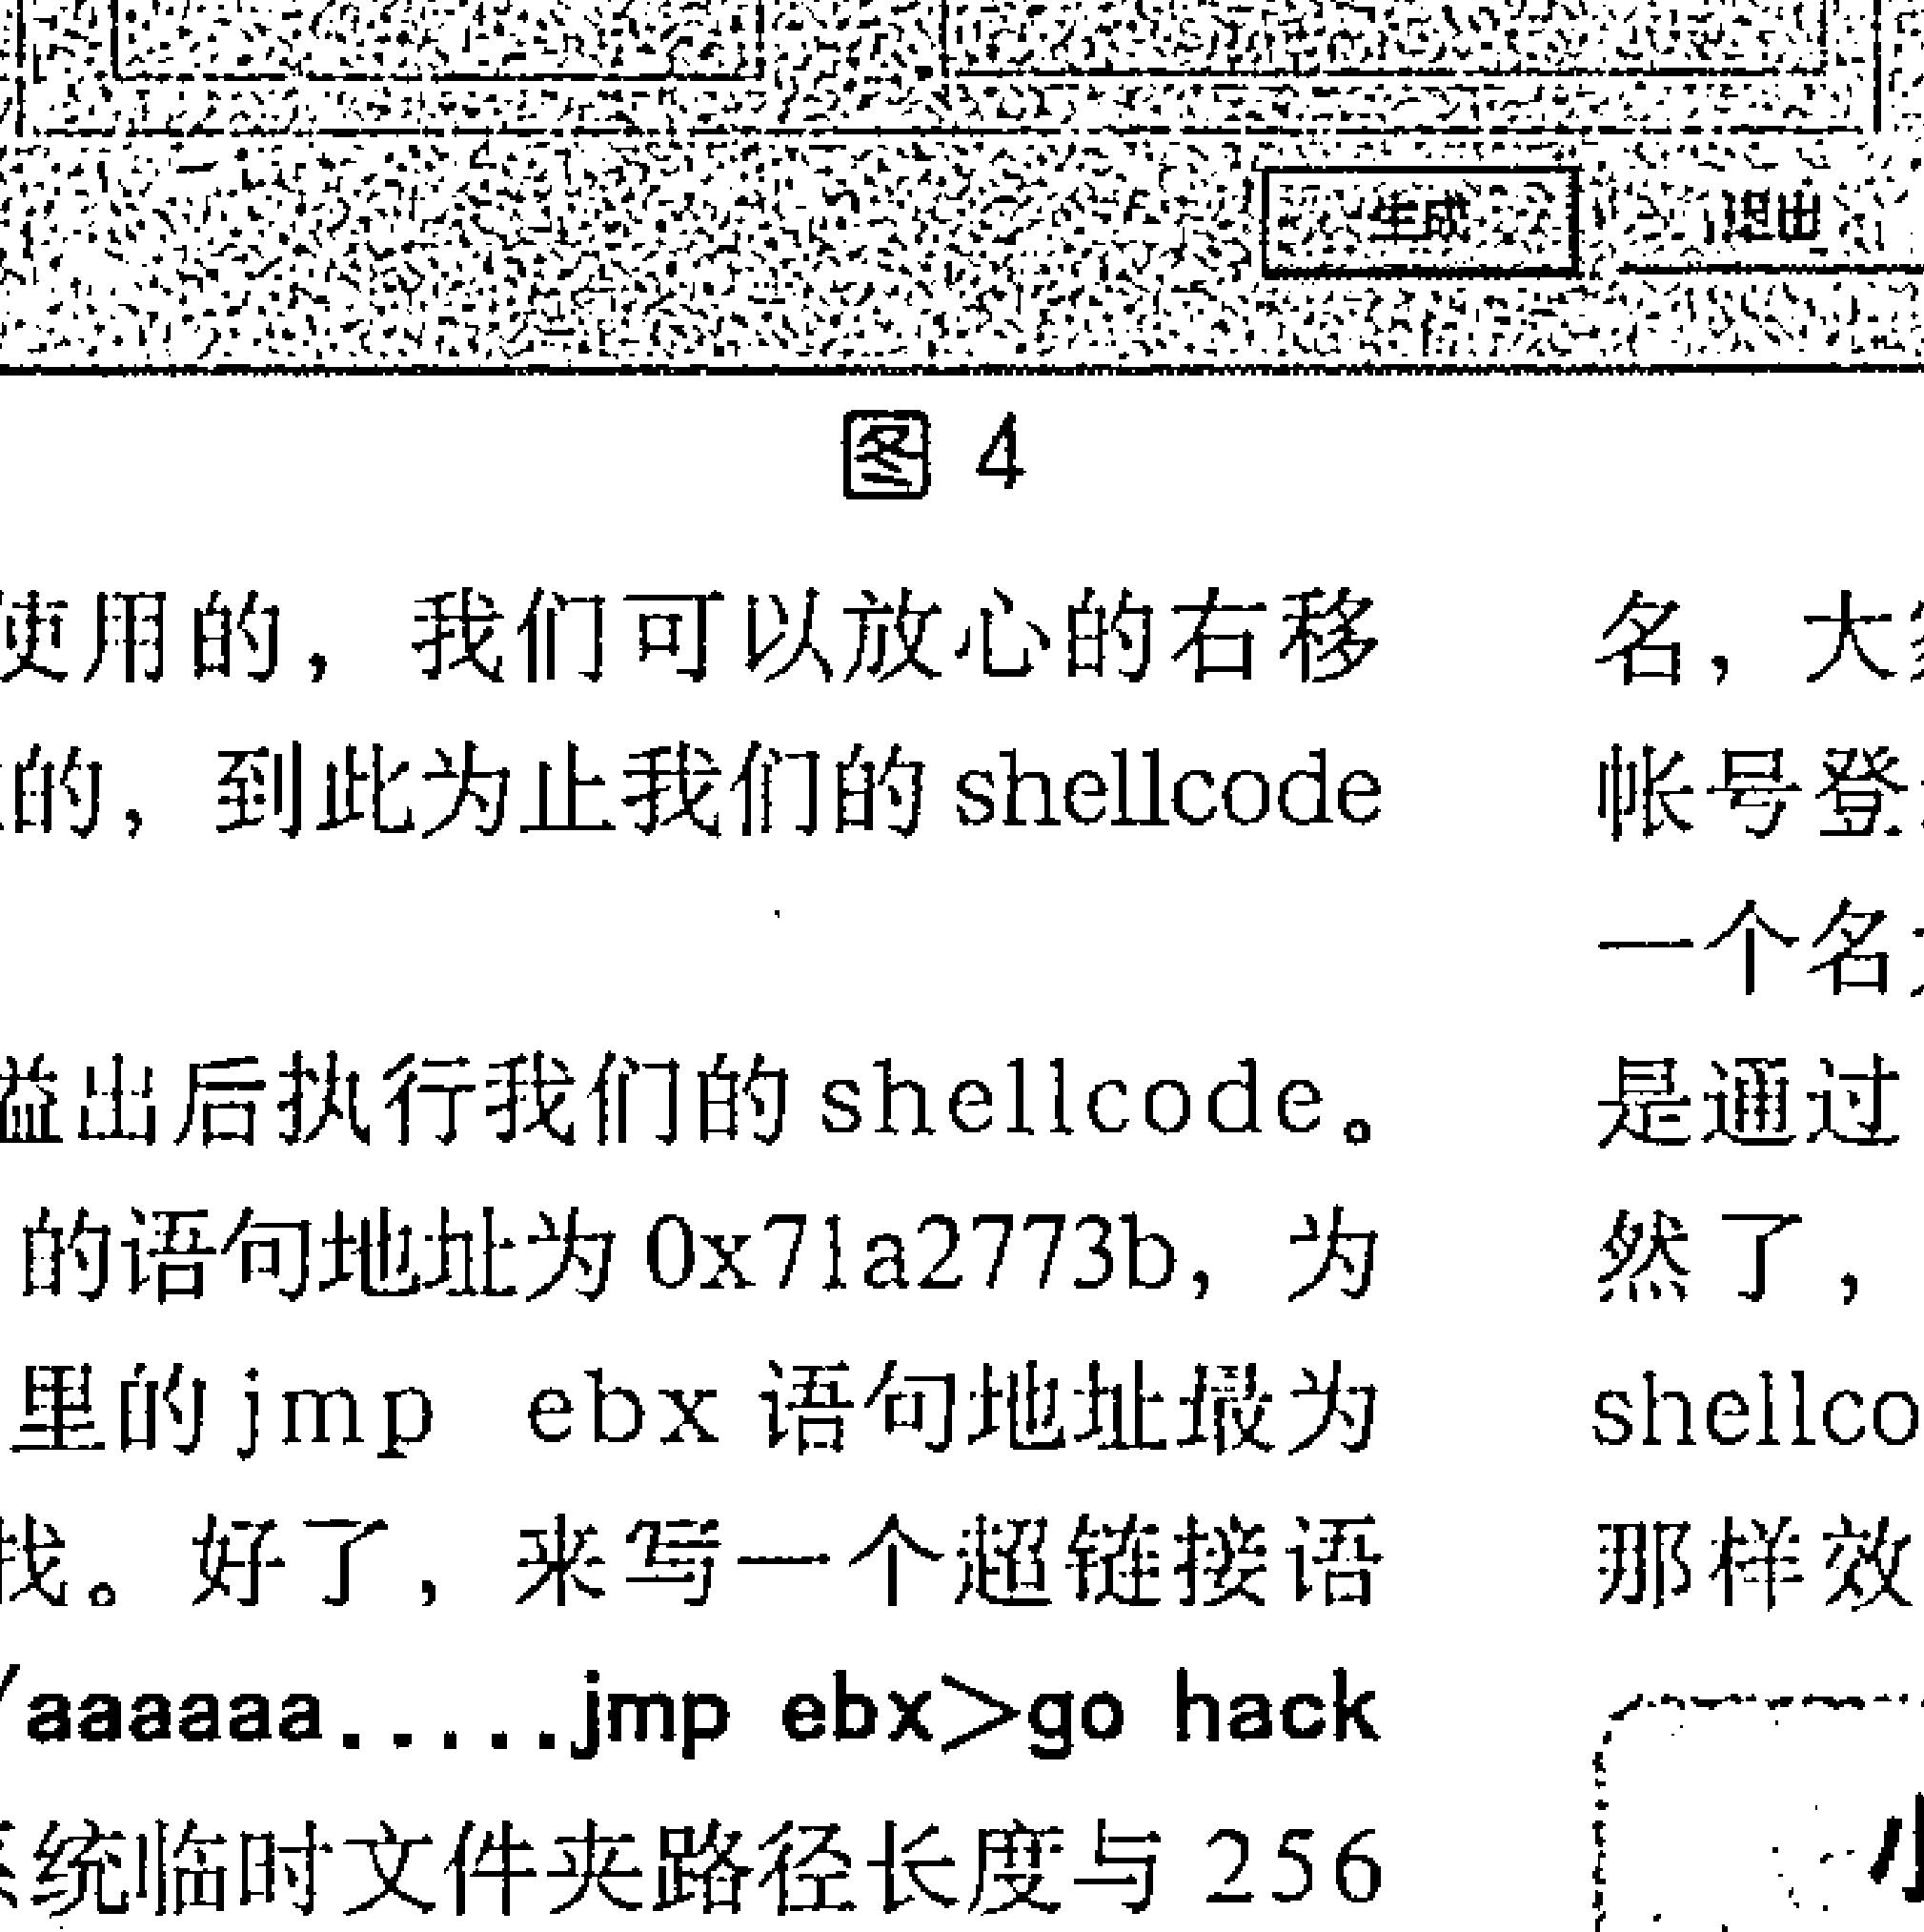 生成
退出
图 4
使用的，我们可以放心的右移
的，到此为止我们的 shellcode
溢出后执行我们的 shellcode。
的语句地址为 0x71a2773b，为
里的 jmp ebx 语句地址最为
找。好了，来写一个超链接语
/aaaaaa.....jmp ebx>go hack
系统临时文件夹路径长度与 256
名，大
帐号登
一个名
是通过
然了，
shellco
那样效
小